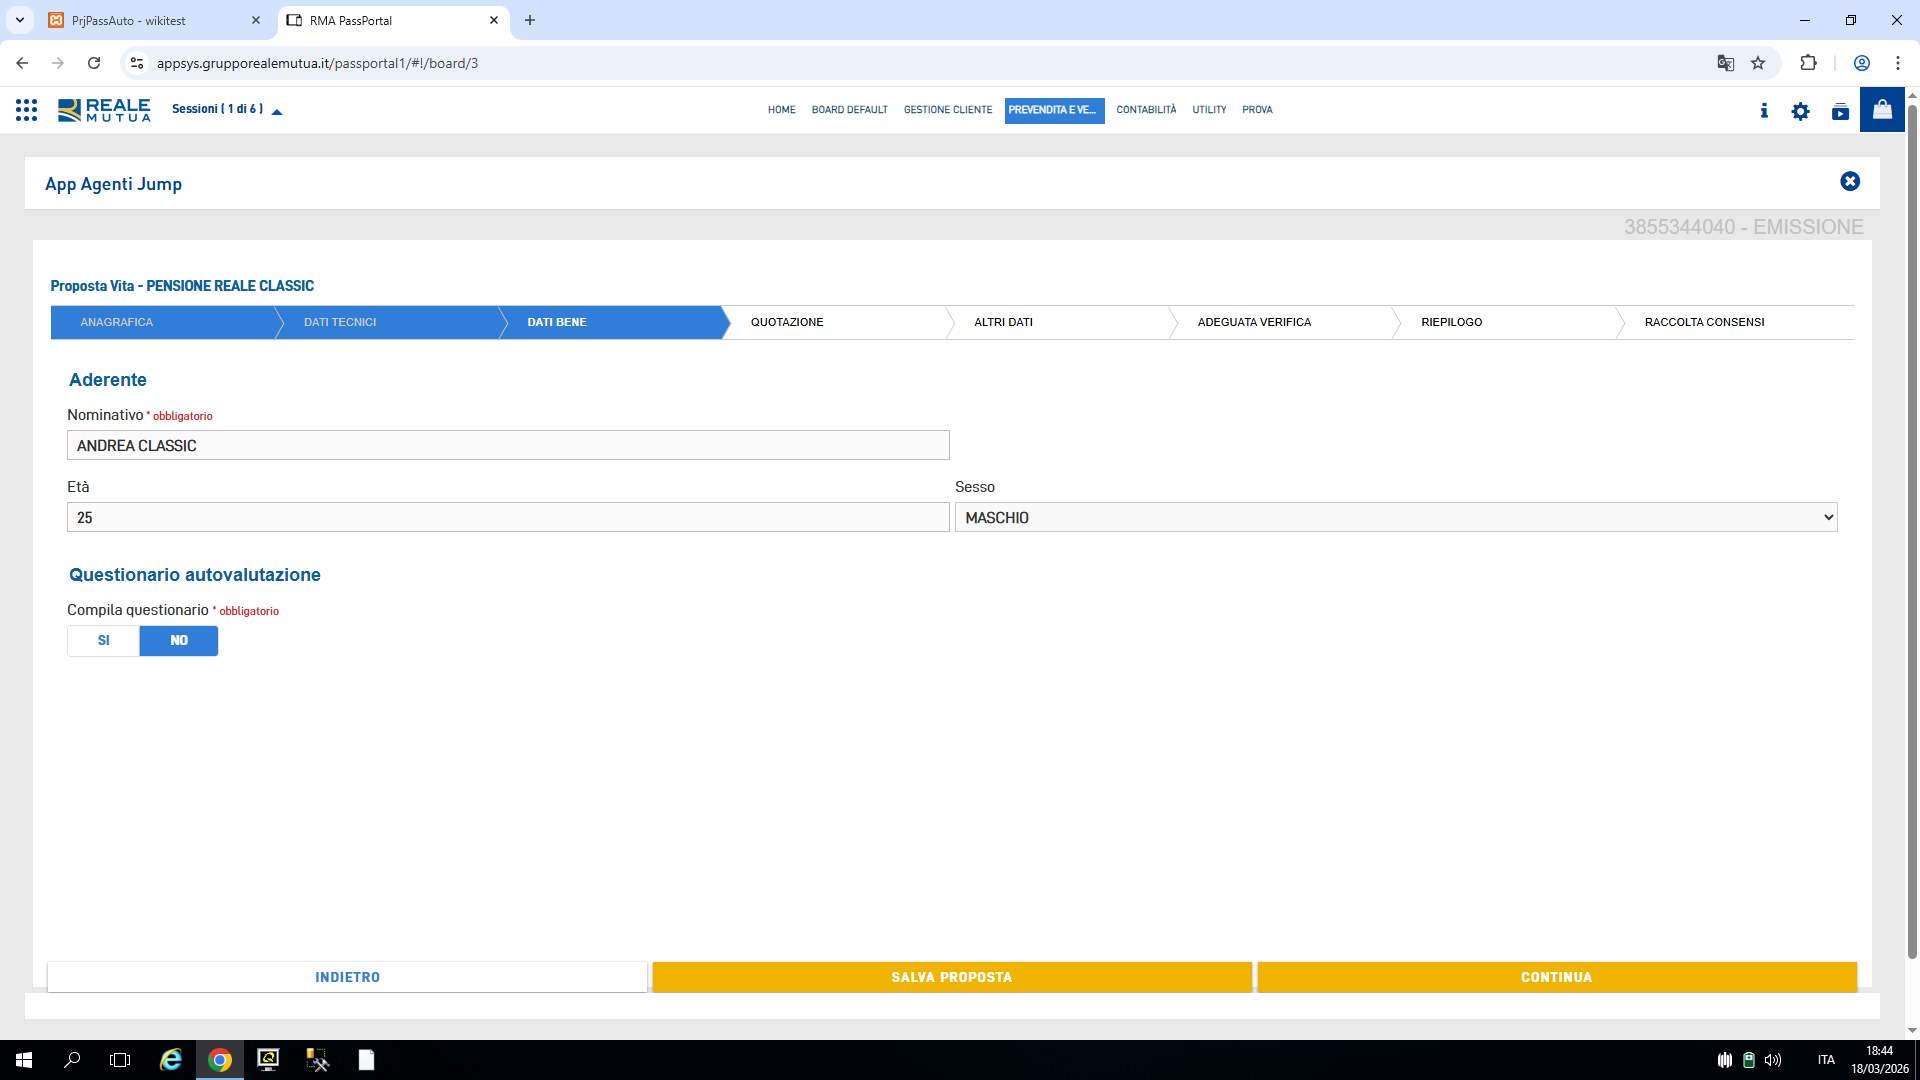 PrjPassAuto - wikitest
RMA PassPortal
appsys.grupporealemutua.it/passportal1/#!/board/3
REALE
MUTUA
Sessioni ( 1 di 6 )
HOME
BOARD DEFAULT
GESTIONE CLIENTE
PREVENDITA E VE...
CONTABILITÀ
UTILITY
PROVA
App Agenti Jump
3855344040 - EMISSIONE
Proposta Vita - PENSIONE REALE CLASSIC
ANAGRAFICA
DATI TECNICI
DATI BENE
QUOTAZIONE
ALTRI DATI
ADEGUATA VERIFICA
RIEPILOGO
RACCOLTA CONSENSI
Aderente
Nominativo * obbligatorio
ANDREA CLASSIC
Età
Sesso
25
MASCHIO
Questionario autovalutazione
Compila questionario * obbligatorio
SI
NO
INDIETRO
SALVA PROPOSTA
CONTINUA
ITA
18:44
18/03/2026